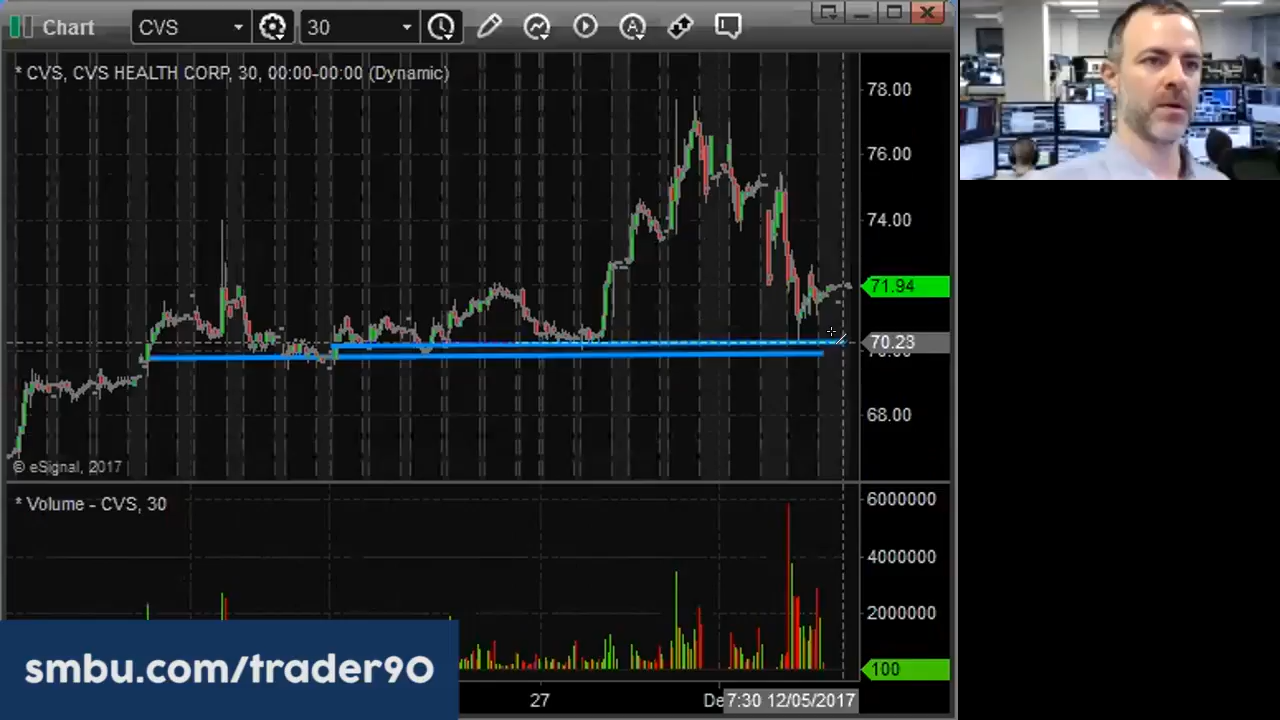 Chart CVS 30
* CVS, CVS HEALTH CORP, 30, 00:00-00:00 (Dynamic)
78.00
76.00
74.00
71.94
70.23
68.00
© eSignal, 2017
* Volume - CVS, 30
6000000
4000000
2000000
100
smbu.com/trader90
27 De 7:30 12/05/2017